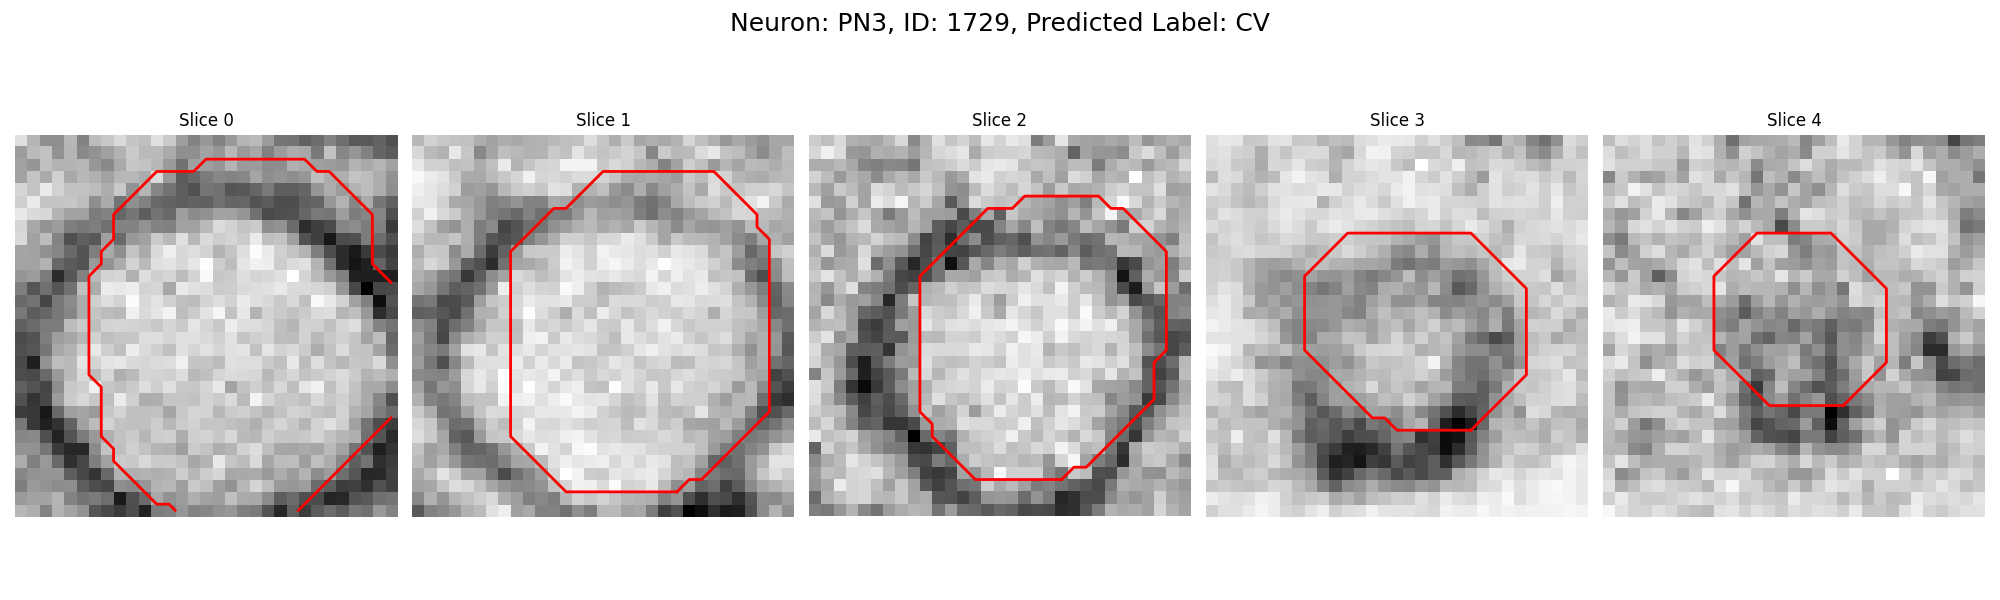 Neuron: PN3, ID: 1729, Predicted Label: CV
Slice 0
Slice 1
Slice 2
Slice 3
Slice 4